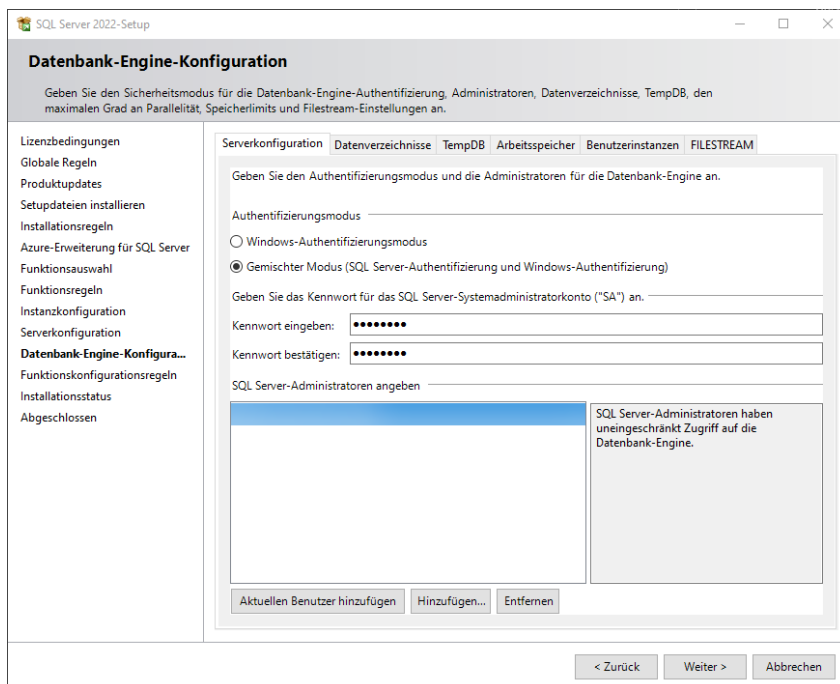 SQL Server 2022-Setup
Datenbank-Engine-Konfiguration
Geben Sie den Sicherheitsmodus für die Datenbank-Engine-Authentifizierung, Administratoren, Datenverzeichnisse, TempDB, den
maximalen Grad an Parallelität, Speicherlimits und Filestream-Einstellungen an.
Lizenzbedingungen
Globale Regeln
Produktupdates
Setupdateien installieren
Installationsregeln
Azure-Erweiterung für SQL Server
Funktionsauswahl
Funktionsregeln
Instanzkonfiguration
Serverkonfiguration
Datenbank-Engine-Konfigura...
Funktionskonfigurationsregeln
Installationsstatus
Abgeschlossen
Serverkonfiguration Datenverzeichnisse TempDB Arbeitsspeicher Benutzerinstanzen FILESTREAM
Geben Sie den Authentifizierungsmodus und die Administratoren für die Datenbank-Engine an.
Authentifizierungsmodus
Windows-Authentifizierungsmodus
Gemischter Modus (SQL Server-Authentifizierung und Windows-Authentifizierung)
Geben Sie das Kennwort für das SQL Server-Systemadministratorkonto ("SA") an.
Kennwort eingeben: ●●●●●●●●
Kennwort bestätigen: ●●●●●●●●
SQL Server-Administratoren angeben
SQL Server-Administratoren haben
uneingeschränkt Zugriff auf die
Datenbank-Engine.
Aktuellen Benutzer hinzufügen Hinzufügen... Entfernen
< Zurück Weiter > Abbrechen